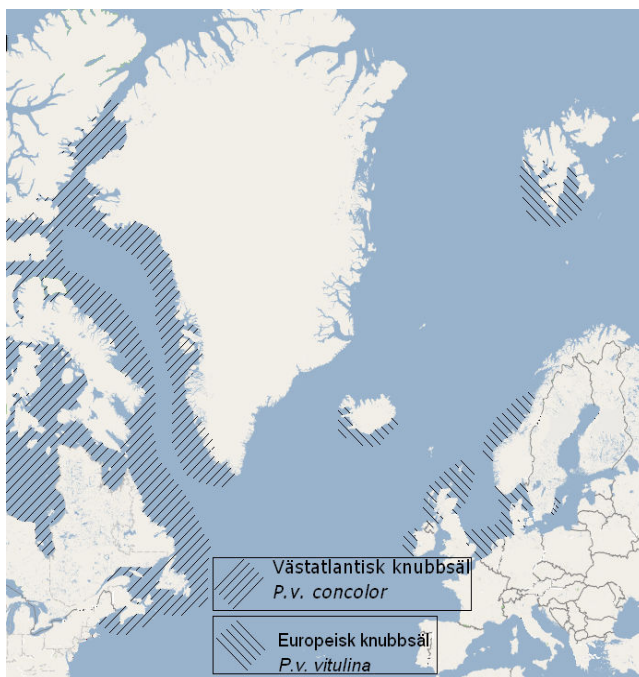 Västatlantisk knubbsäl
P.v. concolor
Europeisk knubbsäl
P.v. vitulina